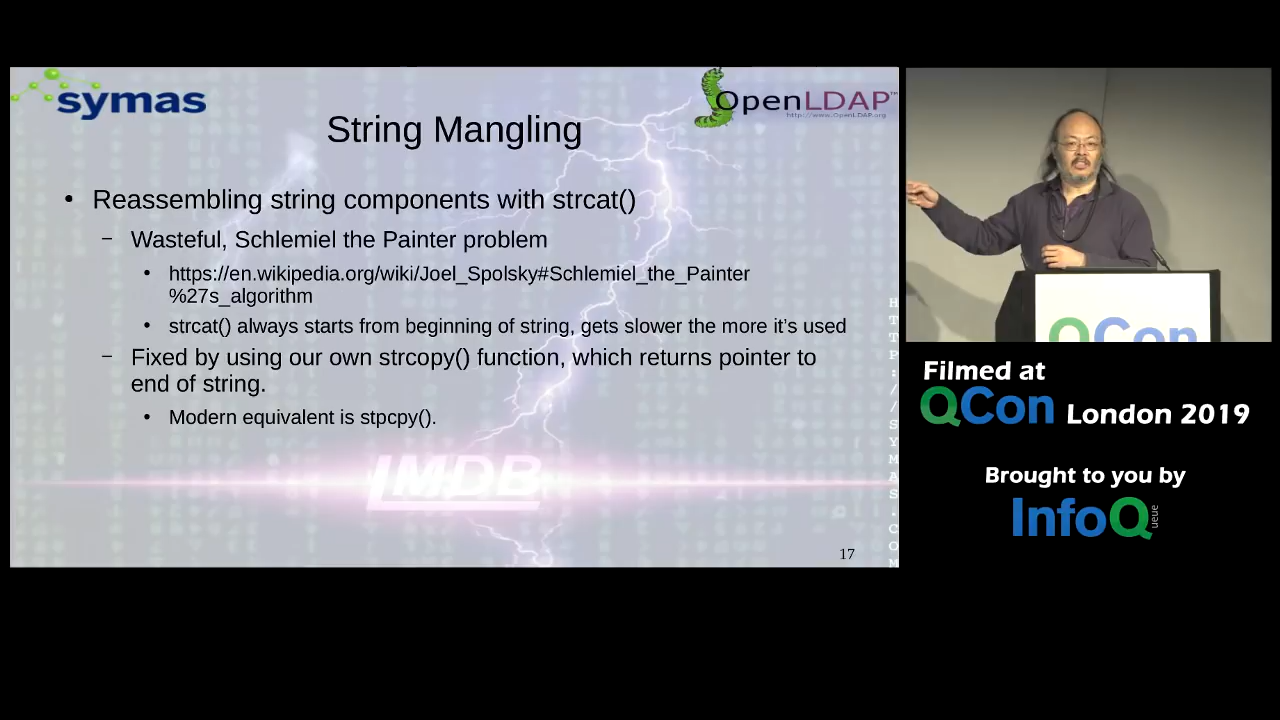 symas
OpenLDAP™
http://www.OpenLDAP.org
String Mangling
• Reassembling string components with strcat()
– Wasteful, Schlemiel the Painter problem
• https://en.wikipedia.org/wiki/Joel_Spolsky#Schlemiel_the_Painter
%27s_algorithm
• strcat() always starts from beginning of string, gets slower the more it's used
– Fixed by using our own strcopy() function, which returns pointer to
end of string.
• Modern equivalent is stpcpy().
LMDB
HTTP://SYMAS.COM
17
QCon
Filmed at
QCon London 2019
Brought to you by
InfoQueue